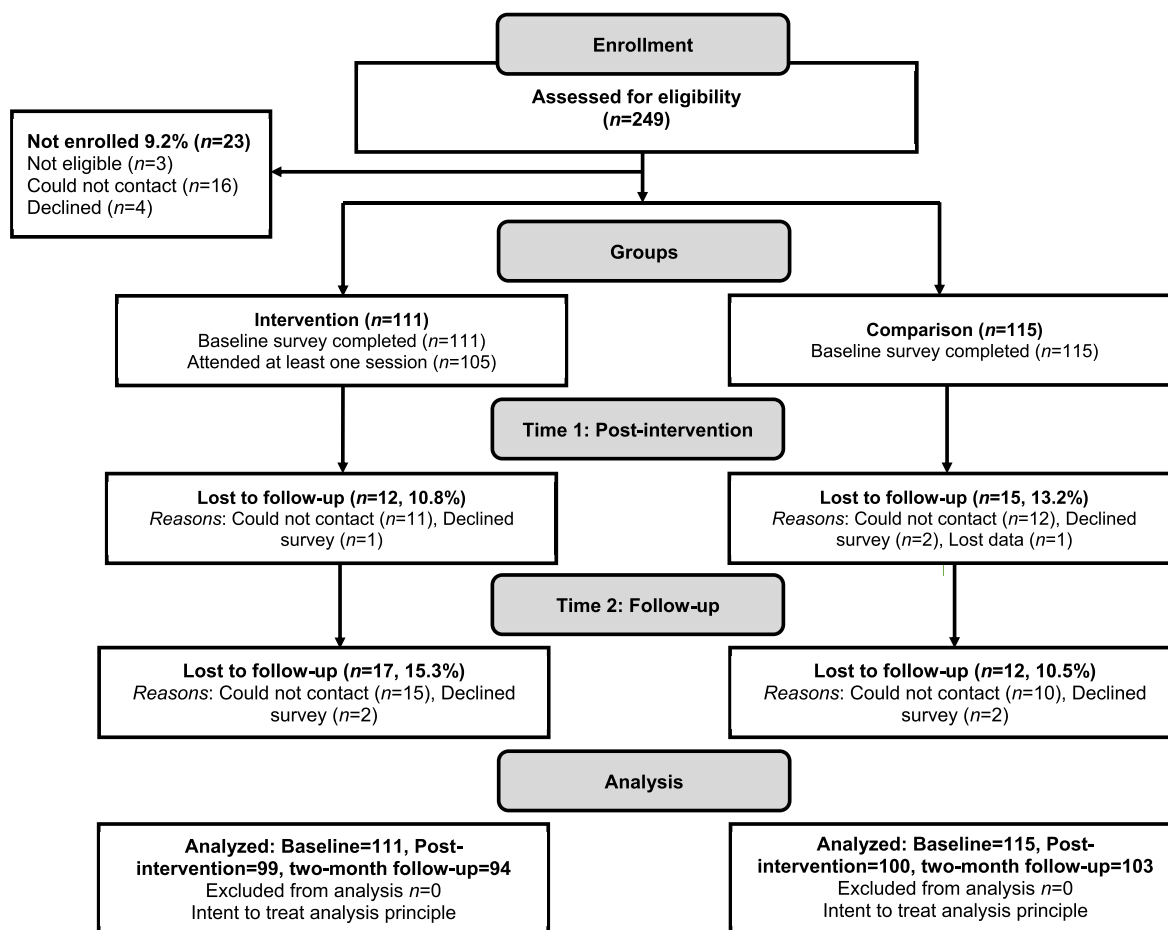 Enrollment
Assessed for eligibility
(n=249)
Not enrolled 9.2% (n=23)
Not eligible (n=3)
Could not contact (n=16)
Declined (n=4)
Groups
Intervention (n=111)
Baseline survey completed (n=111)
Attended at least one session (n=105)
Comparison (n=115)
Baseline survey completed (n=115)
Time 1: Post-intervention
Lost to follow-up (n=12, 10.8%)
Reasons: Could not contact (n=11), Declined
survey (n=1)
Lost to follow-up (n=15, 13.2%)
Reasons: Could not contact (n=12), Declined
survey (n=2), Lost data (n=1)
Time 2: Follow-up
Lost to follow-up (n=17, 15.3%)
Reasons: Could not contact (n=15), Declined
survey (n=2)
Lost to follow-up (n=12, 10.5%)
Reasons: Could not contact (n=10), Declined
survey (n=2)
Analysis
Analyzed: Baseline=111, Post-
intervention=99, two-month follow-up=94
Excluded from analysis n=0
Intent to treat analysis principle
Analyzed: Baseline=115, Post-
intervention=100, two-month follow-up=103
Excluded from analysis n=0
Intent to treat analysis principle